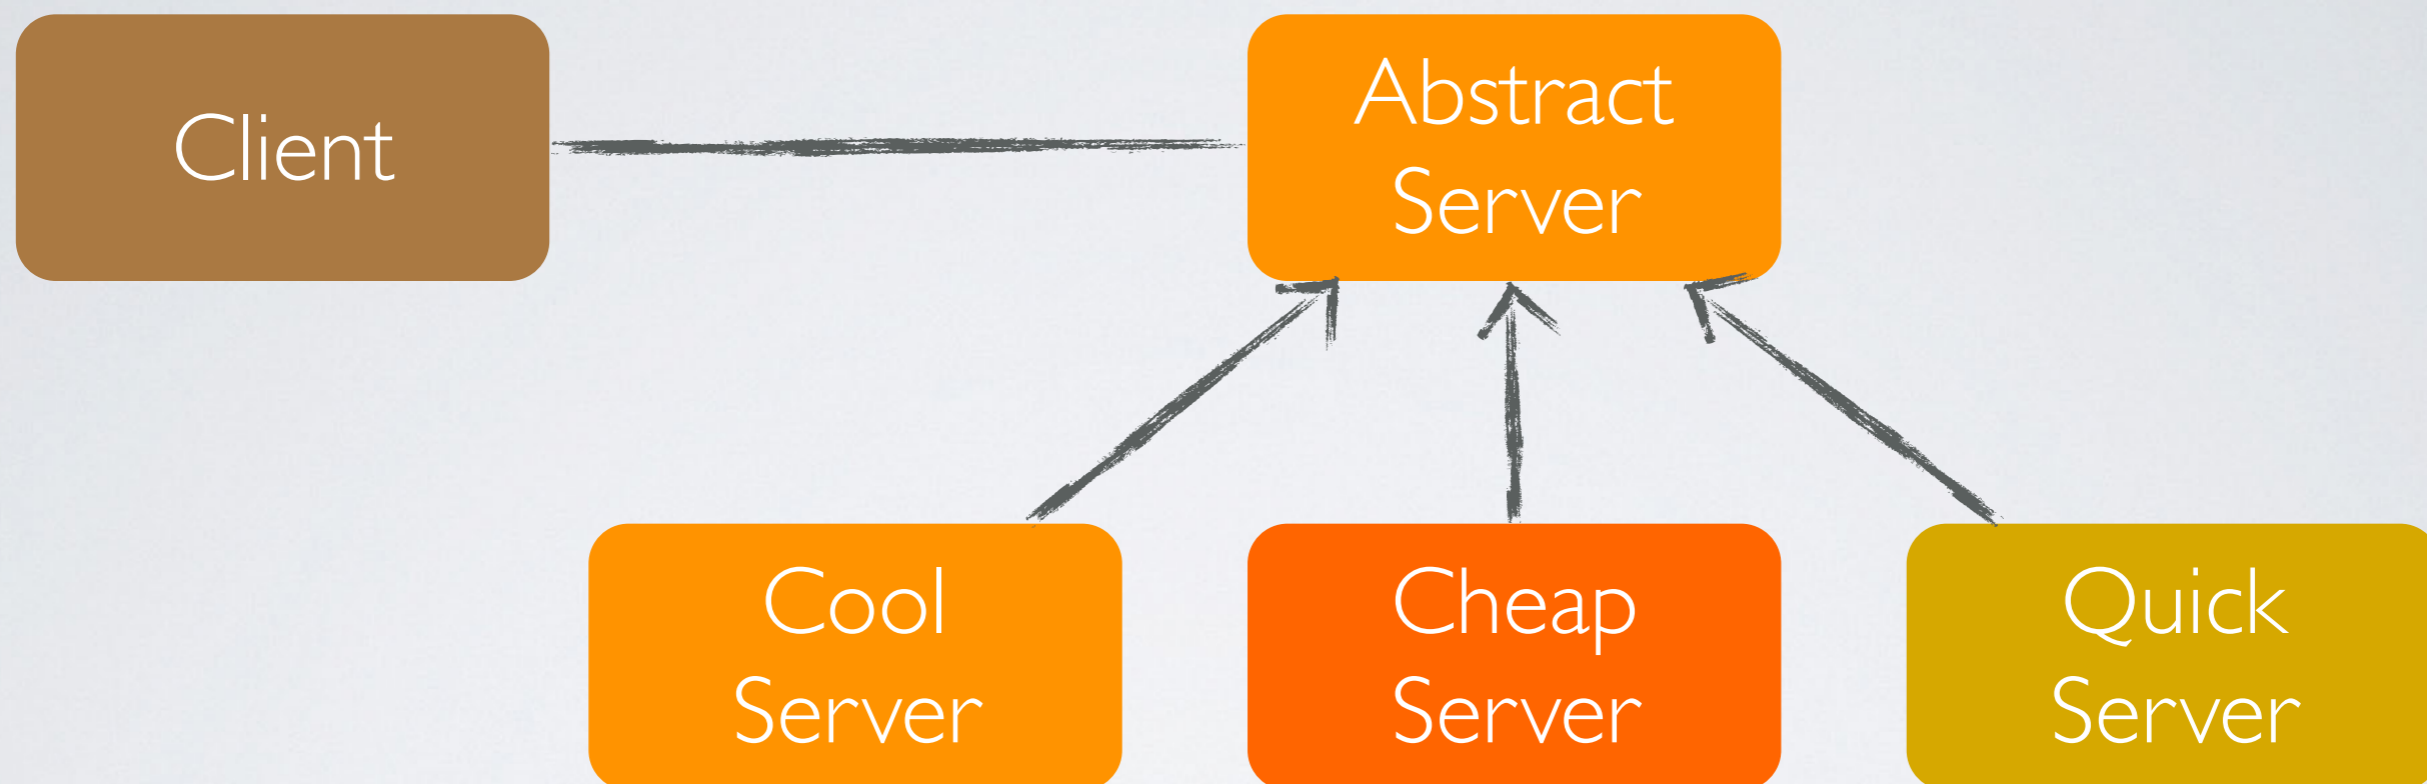 Client
Abstract
Server
Cool
Server
Cheap
Server
Quick
Server